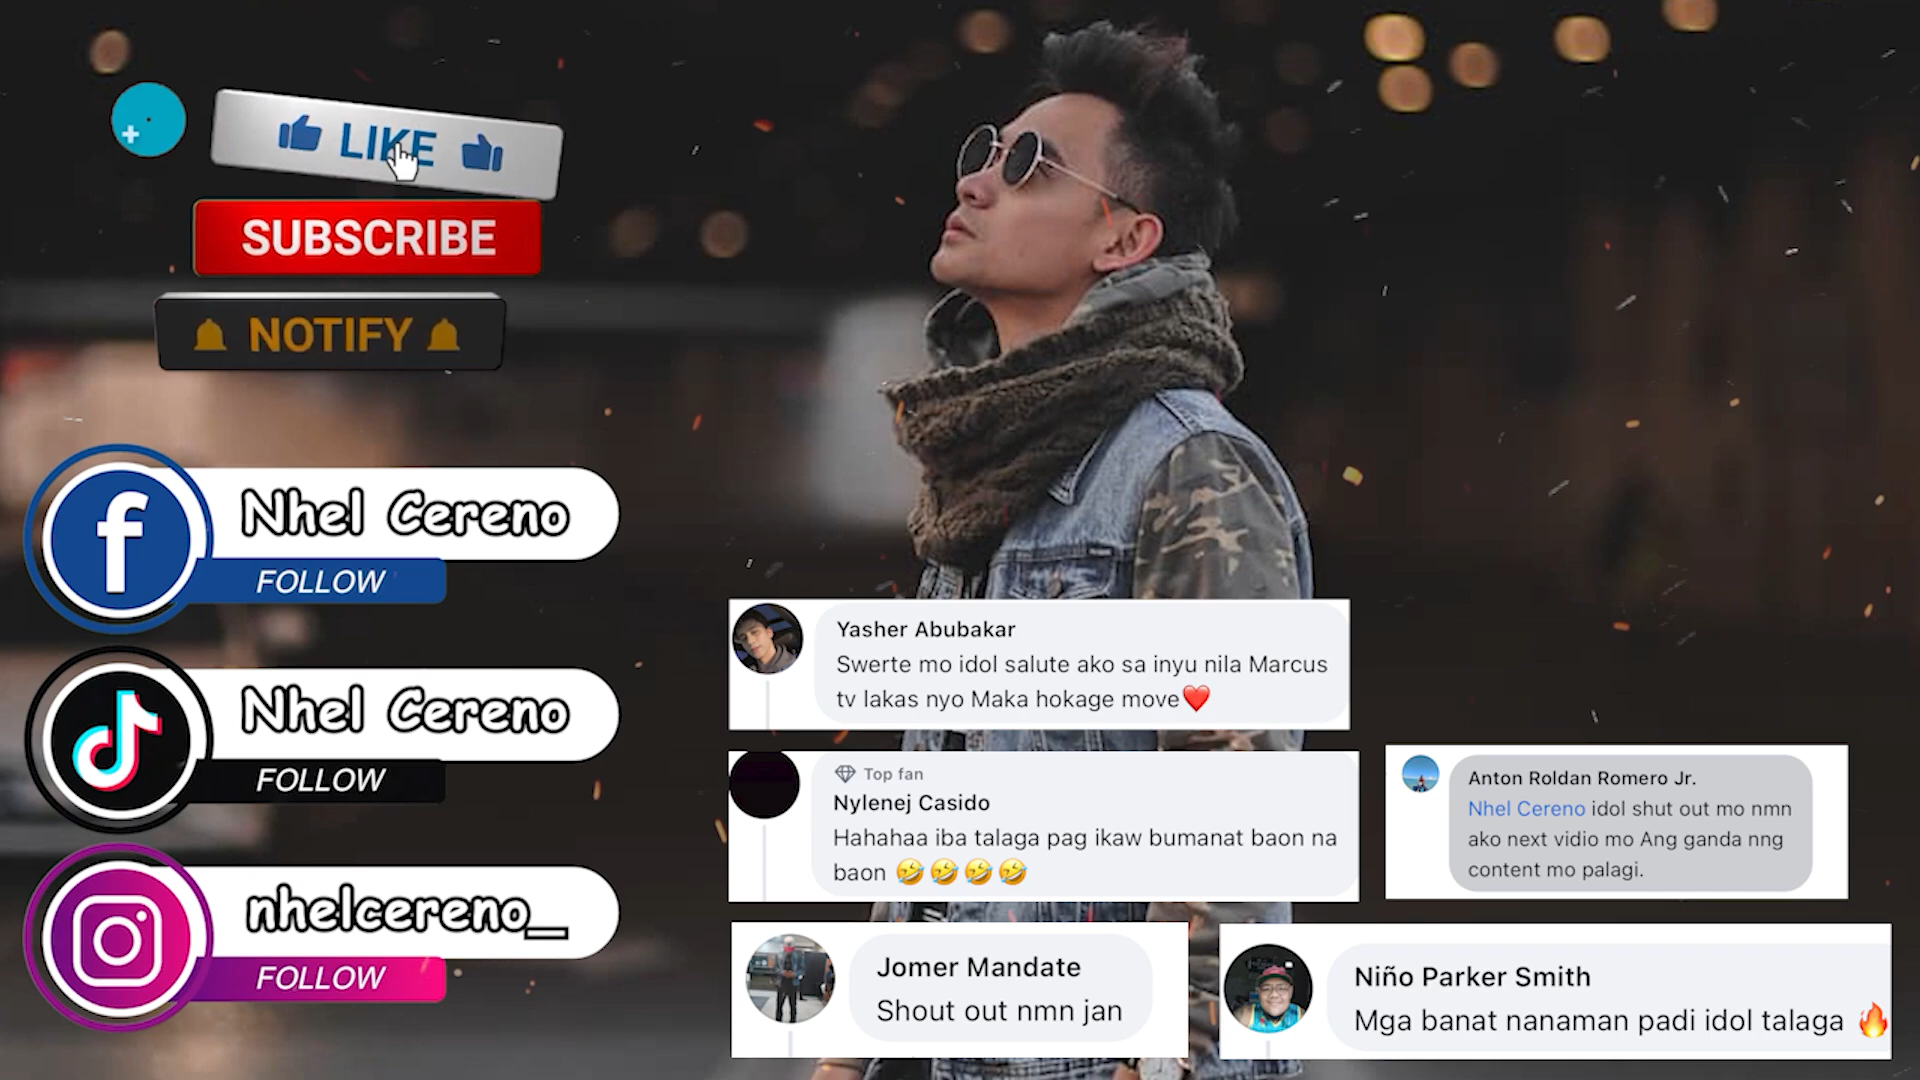 LIKE
SUBSCRIBE
NOTIFY
Nhel Cereno
FOLLOW
Nhel Cereno
FOLLOW
nhelcereno_
FOLLOW
Yasher Abubakar
Swerte mo idol salute ako sa inyu nila Marcus
tv lakas nyo Maka hokage move❤️
Top fan
Nylenej Casido
Hahahaa iba talaga pag ikaw bumanat baon na
baon 🤣🤣🤣🤣
Anton Roldan Romero Jr.
Nhel Cereno idol shut out mo nmn
ako next vidio mo Ang ganda nng
content mo palagi.
Jomer Mandate
Shout out nmn jan
Niño Parker Smith
Mga banat nanaman padi idol talaga 🔥